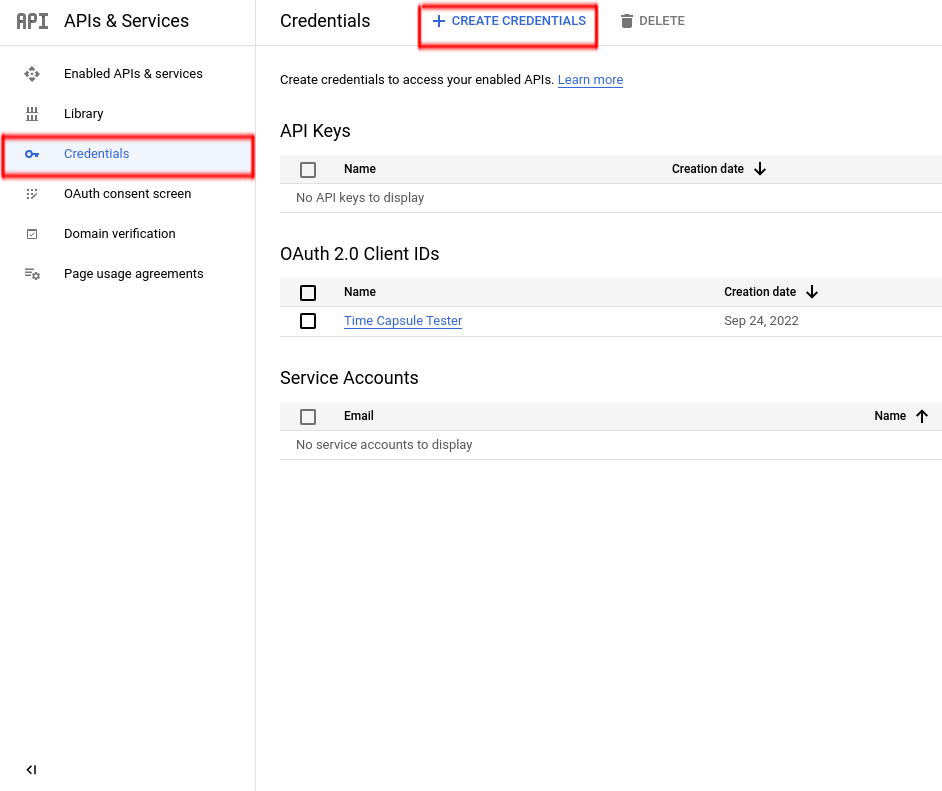 API APIs & Services
Enabled APIs & services
Library
Credentials
OAuth consent screen
Domain verification
Page usage agreements
Credentials + CREATE CREDENTIALS DELETE
Create credentials to access your enabled APIs. Learn more
API Keys
Name Creation date
No API keys to display
OAuth 2.0 Client IDs
Name Creation date
Time Capsule Tester Sep 24, 2022
Service Accounts
Email Name
No service accounts to display